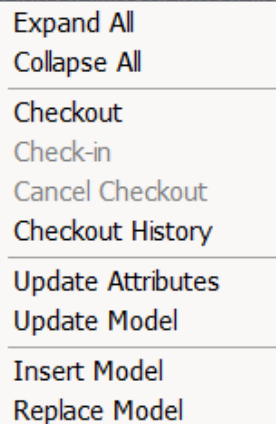 Expand All
Collapse All
Checkout
Check-in
Cancel Checkout
Checkout History
Update Attributes
Update Model
Insert Model
Replace Model